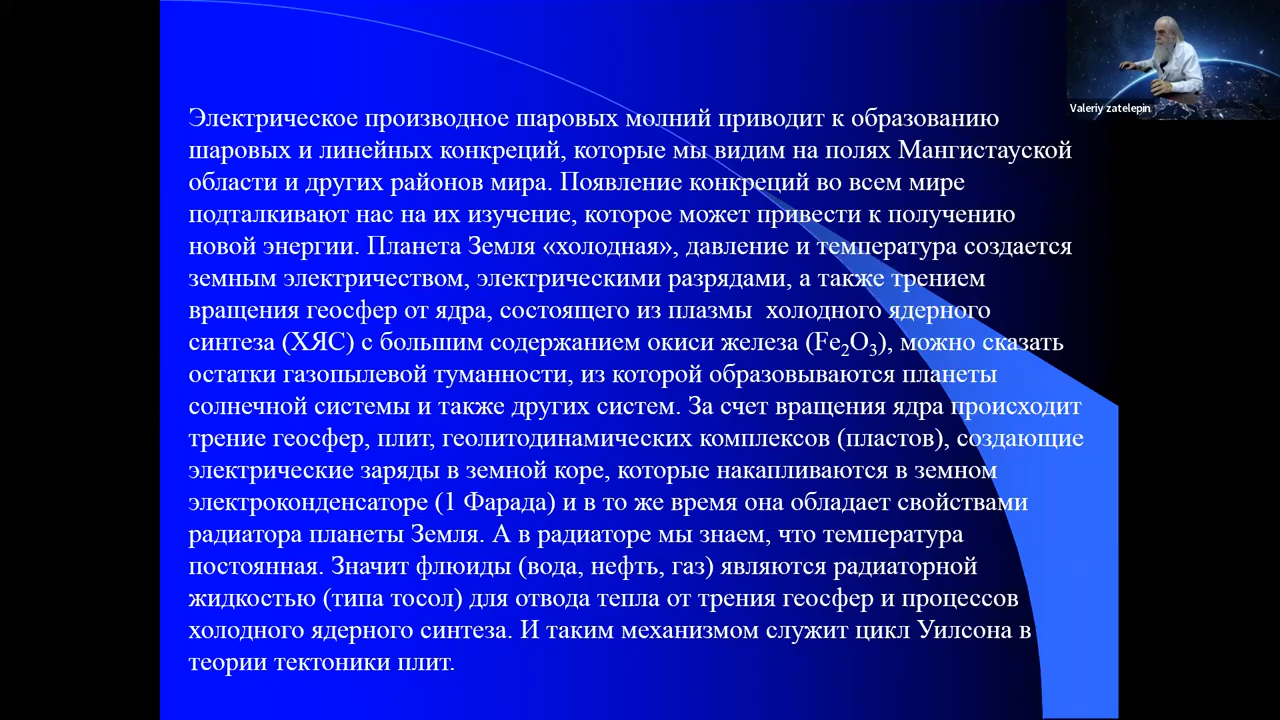 Valeriy zatelepin
Электрическое производное шаровых молний приводит к образованию
шаровых и линейных конкреций, которые мы видим на полях Мангистауской
области и других районов мира. Появление конкреций во всем мире
подталкивают нас на их изучение, которое может привести к получению
новой энергии. Планета Земля «холодная», давление и температура создается
земным электричеством, электрическими разрядами, а также трением
вращения геосфер от ядра, состоящего из плазмы холодного ядерного
синтеза (ХЯС) с большим содержанием окиси железа (Fe₂O₃), можно сказать
остатки газопылевой туманности, из которой образовываются планеты
солнечной системы и также других систем. За счет вращения ядра происходит
трение геосфер, плит, геолитодинамических комплексов (пластов), создающие
электрические заряды в земной коре, которые накапливаются в земном
электроконденсаторе (1 Фарада) и в то же время она обладает свойствами
радиатора планеты Земля. А в радиаторе мы знаем, что температура
постоянная. Значит флюиды (вода, нефть, газ) являются радиаторной
жидкостью (типа тосол) для отвода тепла от трения геосфер и процессов
холодного ядерного синтеза. И таким механизмом служит цикл Уилсона в
теории тектоники плит.